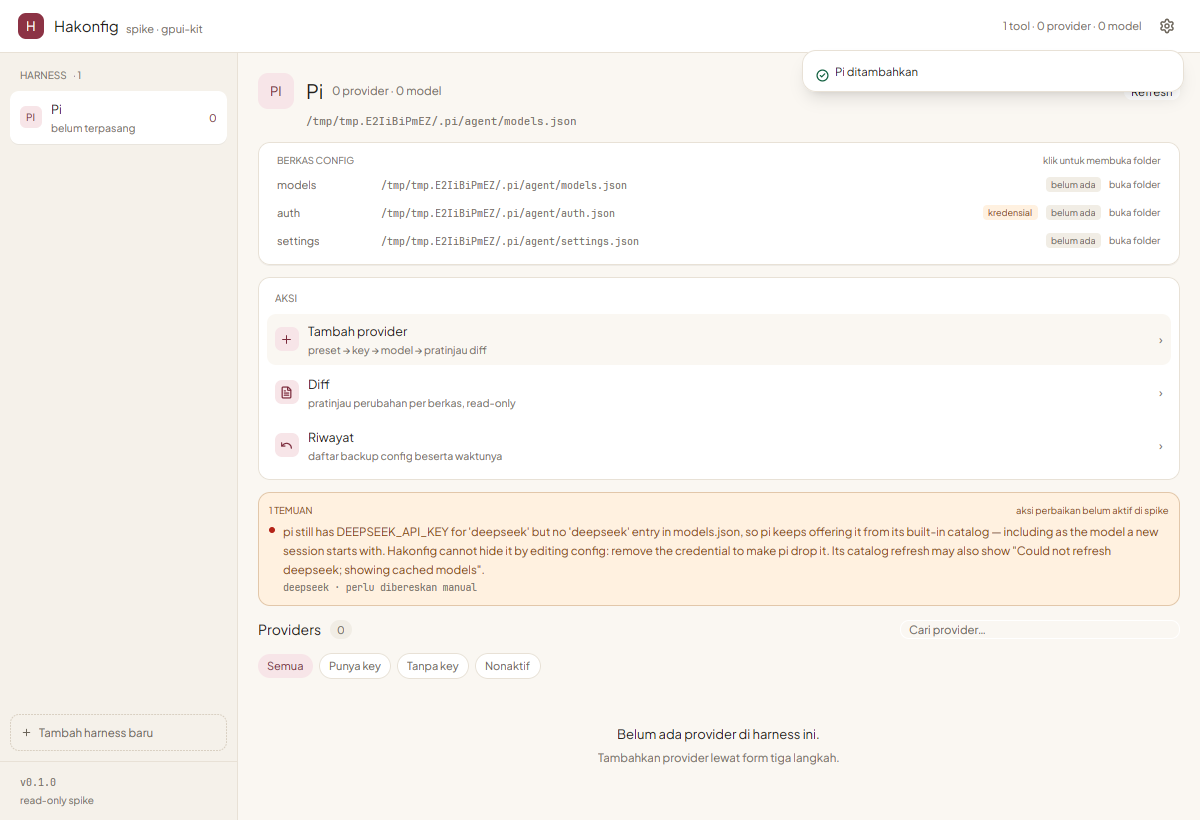 H Hakonfig spike · gpui-kit
1 tool · 0 provider · 0 model
HARNESS · 1
PI Pi 0
belum terpasang
+ Tambah harness baru
v0.1.0
read-only spike
Pi ditambahkan
PI Pi 0 provider · 0 model
Refresh
/tmp/tmp.E2IiBiPmEZ/.pi/agent/models.json
BERKAS CONFIG klik untuk membuka folder
models /tmp/tmp.E2IiBiPmEZ/.pi/agent/models.json belum ada buka folder
auth /tmp/tmp.E2IiBiPmEZ/.pi/agent/auth.json kredensial belum ada buka folder
settings /tmp/tmp.E2IiBiPmEZ/.pi/agent/settings.json belum ada buka folder
AKSI
+ Tambah provider ›
preset → key → model → pratinjau diff
Diff ›
pratinjau perubahan per berkas, read-only
Riwayat ›
daftar backup config beserta waktunya
1 TEMUAN aksi perbaikan belum aktif di spike
pi still has DEEPSEEK_API_KEY for 'deepseek' but no 'deepseek' entry in models.json, so pi keeps offering it from its built-in catalog — including as the model a new
session starts with. Hakonfig cannot hide it by editing config: remove the credential to make pi drop it. Its catalog refresh may also show "Could not refresh
deepseek; showing cached models".
deepseek · perlu dibereskan manual
Providers 0 Cari provider...
Semua Punya key Tanpa key Nonaktif
Belum ada provider di harness ini.
Tambahkan provider lewat form tiga langkah.